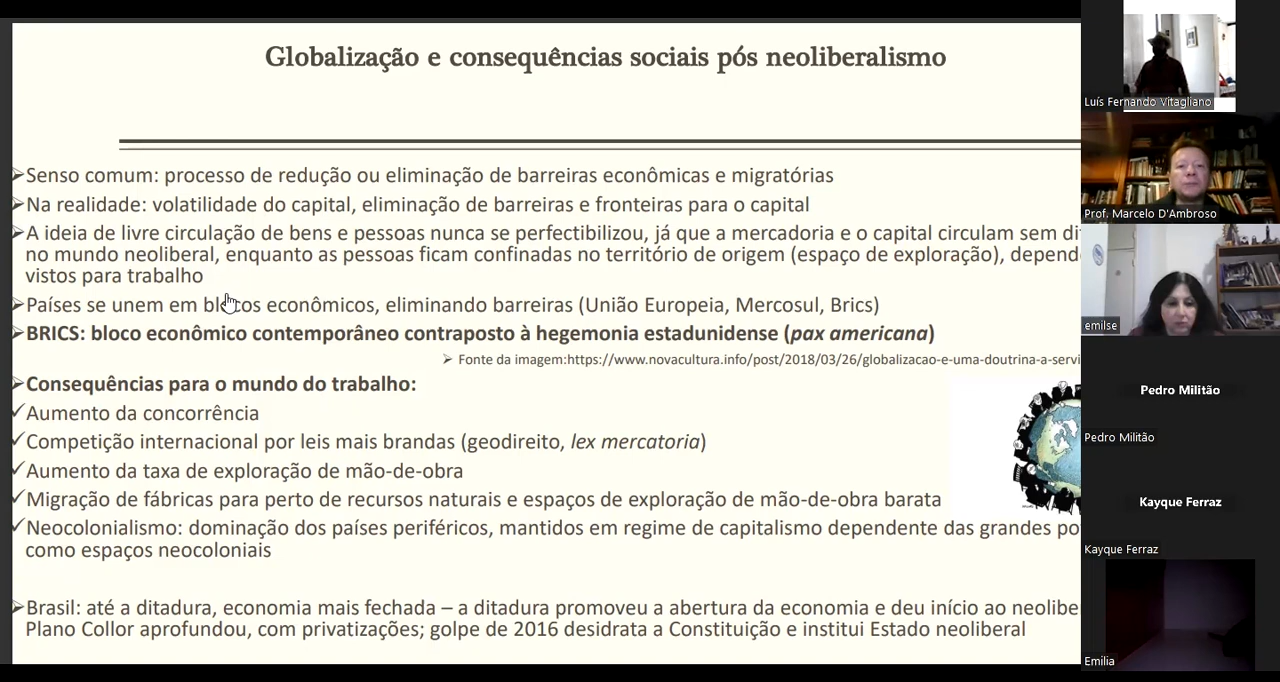 Globalização e consequências sociais pós neoliberalismo
Senso comum: processo de redução ou eliminação de barreiras econômicas e migratórias
Na realidade: volatilidade do capital, eliminação de barreiras e fronteiras para o capital
A ideia de livre circulação de bens e pessoas nunca se perfectibilizou, já que a mercadoria e o capital circulam sem
no mundo neoliberal, enquanto as pessoas ficam confinadas no território de origem (espaço de exploração),
vistos para trabalho
Países se unem em blocos econômicos, eliminando barreiras (União Europeia, Mercosul, Brics)
BRICS: bloco econômico contemporâneo contraposto à hegemonia estadunidense (pax americana)
Fonte da imagem:https://www.novacultura.info/post/2018/03/26/globalizacao-e-uma-doutrina-a-servi
Consequências para o mundo do trabalho:
Aumento da concorrência
Competição internacional por leis mais brandas (geodireito, lex mercatoria)
Aumento da taxa de exploração de mão-de-obra
Migração de fábricas para perto de recursos naturais e espaços de exploração de mão-de-obra barata
Neocolonialismo: dominação dos países periféricos, mantidos em regime de capitalismo dependente das grandes
como espaços neocoloniais
Brasil: até a ditadura, economia mais fechada – a ditadura promoveu a abertura da economia e deu início ao
Plano Collor aprofundou, com privatizações; golpe de 2016 desidrata a Constituição e institui Estado neoliberal
Luís Fernando Vitagliano
Prof. Marcelo D'Ambroso
emilse
Pedro Militão
Pedro Militão
Kayque Ferraz
Kayque Ferraz
Emilia